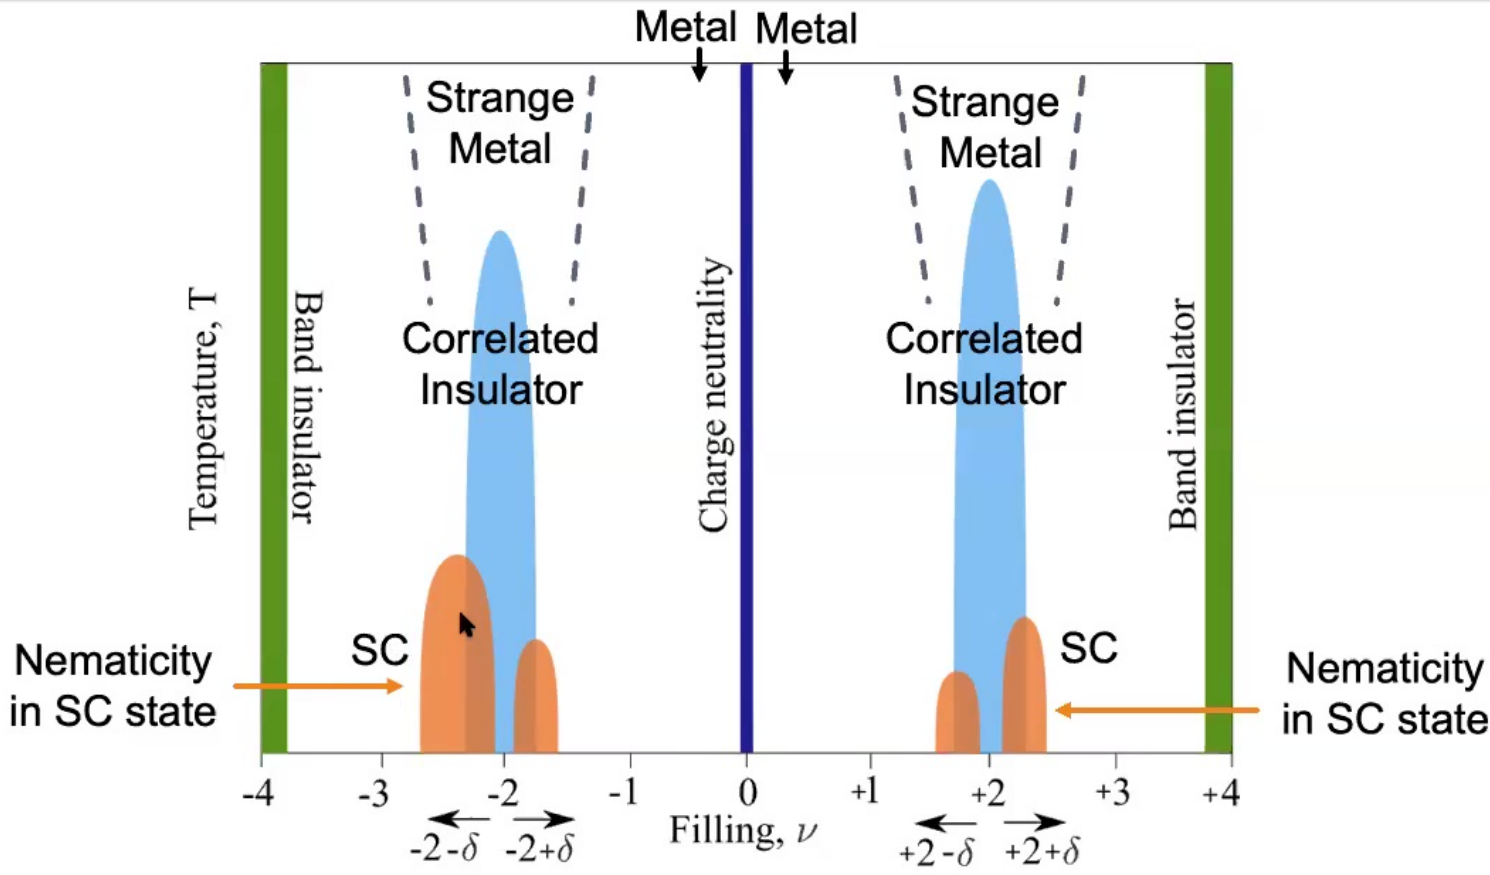 Metal Metal
Strange
Metal
Strange
Metal
Temperature, T
Band insulator
Correlated
Insulator
Charge neutrality
Correlated
Insulator
Band insulator
Nematicity
in SC state
SC
SC
Nematicity
in SC state
-4 -3 -2 -1 0 +1 +2 +3 +4
-2-δ -2+δ
Filling, ν
+2-δ +2+δ